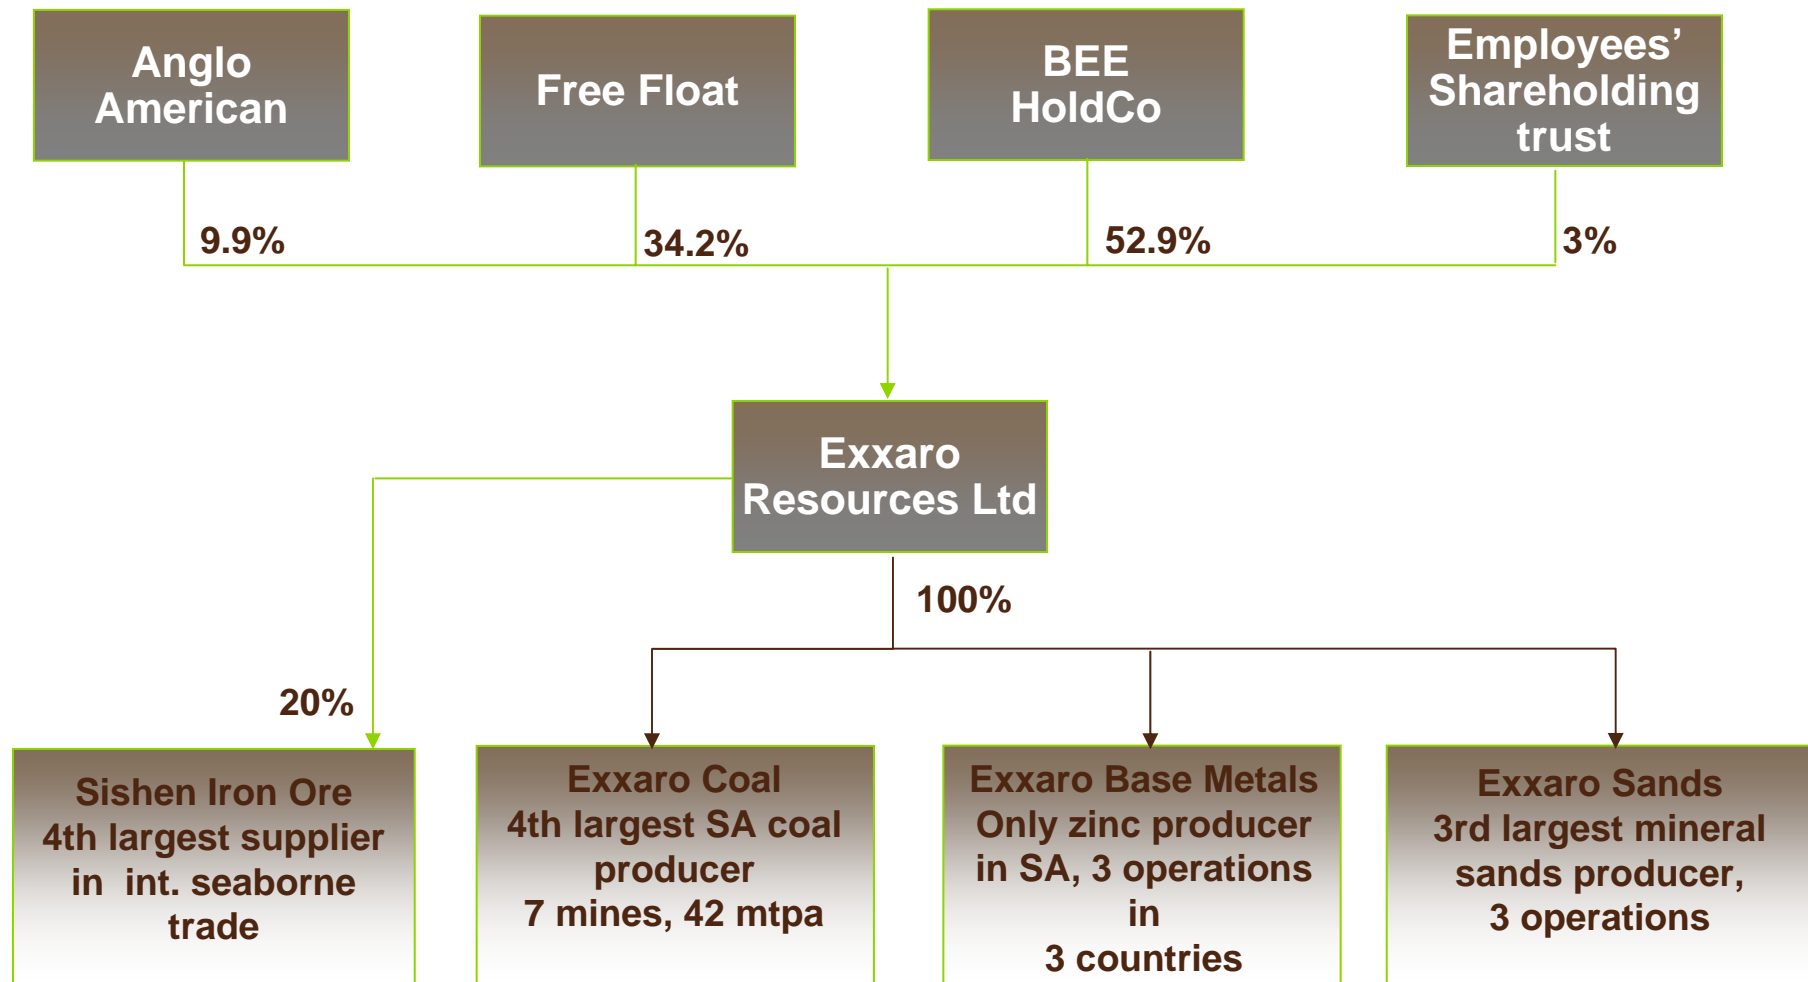 Anglo
American
Free Float
BEE
HoldCo
Employees’
Shareholding
trust
9.9%
34.2%
52.9%
3%
Exxaro
Resources Ltd
100%
20%
Sishen Iron Ore
4th largest supplier
in int. seaborne
trade
Exxaro Coal
4th largest SA coal
producer
7 mines, 42 mtpa
Exxaro Base Metals
Only zinc producer
in SA, 3 operations
in
3 countries
Exxaro Sands
3rd largest mineral
sands producer,
3 operations